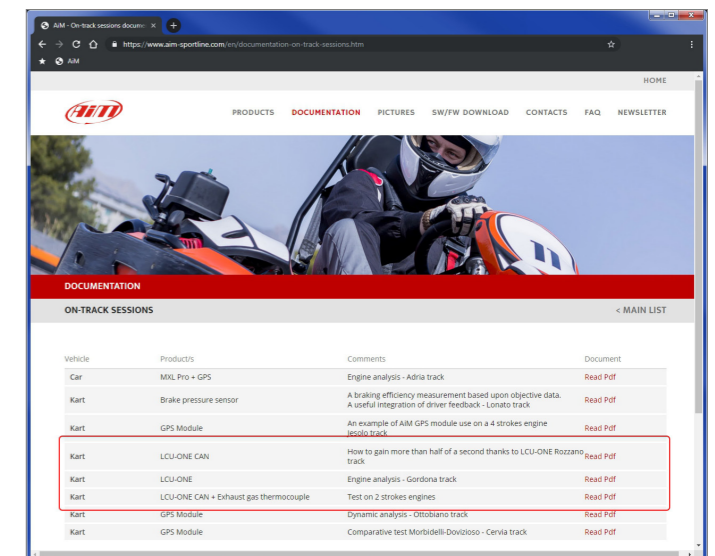 AiM - On-track sessions docume
https://www.aim-sportline.com/en/documentation-on-track-sessions.htm
AiM
HOME
AiM
PRODUCTS DOCUMENTATION PICTURES SW/FW DOWNLOAD CONTACTS FAQ NEWSLETTER
DOCUMENTATION
ON-TRACK SESSIONS < MAIN LIST
Vehicle Product/s Comments Document
Car MXL Pro + GPS Engine analysis - Adria track Read Pdf
Kart Brake pressure sensor A braking efficiency measurement based upon objective data. Read Pdf
A useful integration of driver feedback - Lonato track
Kart GPS Module An example of AiM GPS module use on a 4 strokes engine Read Pdf
Jesolo track
Kart LCU-ONE CAN How to gain more than half of a second thanks to LCU-ONE Rozzano Read Pdf
track
Kart LCU-ONE Engine analysis - Gordona track Read Pdf
Kart LCU-ONE CAN + Exhaust gas thermocouple Test on 2 strokes engines Read Pdf
Kart GPS Module Dynamic analysis - Ottobiano track Read Pdf
Kart GPS Module Comparative test Morbidelli-Dovizioso - Cervia track Read Pdf